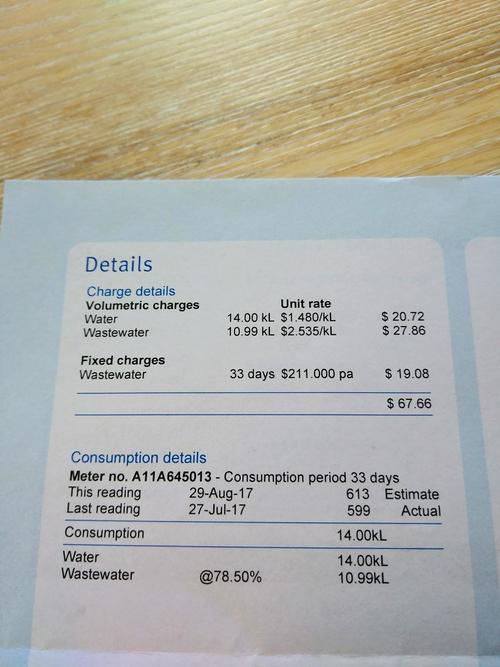 Details
Charge details
Volumetric charges Unit rate
Water 14.00 kL $1.480/kL $ 20.72
Wastewater 10.99 kL $2.535/kL $ 27.86
Fixed charges
Wastewater 33 days $211.000 pa $ 19.08
$ 67.66
Consumption details
Meter no. A11A645013 - Consumption period 33 days
This reading 29-Aug-17 613 Estimate
Last reading 27-Jul-17 599 Actual
Consumption 14.00kL
Water 14.00kL
Wastewater @78.50% 10.99kL